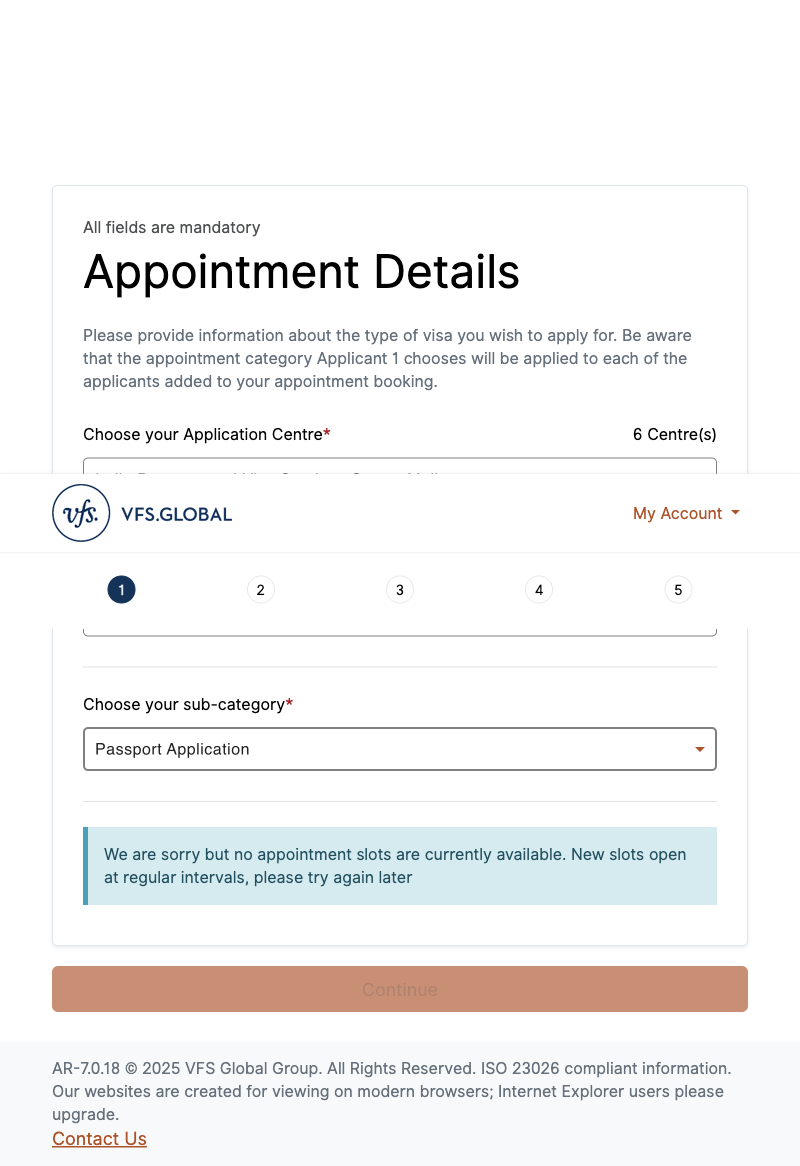 All fields are mandatory
Appointment Details
Please provide information about the type of visa you wish to apply for. Be aware
that the appointment category Applicant 1 chooses will be applied to each of the
applicants added to your appointment booking.
Choose your Application Centre* 6 Centre(s)
vfs. VFS.GLOBAL My Account
1 2 3 4 5
Choose your sub-category*
Passport Application
We are sorry but no appointment slots are currently available. New slots open
at regular intervals, please try again later
Continue
AR-7.0.18 © 2025 VFS Global Group. All Rights Reserved. ISO 23026 compliant information.
Our websites are created for viewing on modern browsers; Internet Explorer users please
upgrade.
Contact Us